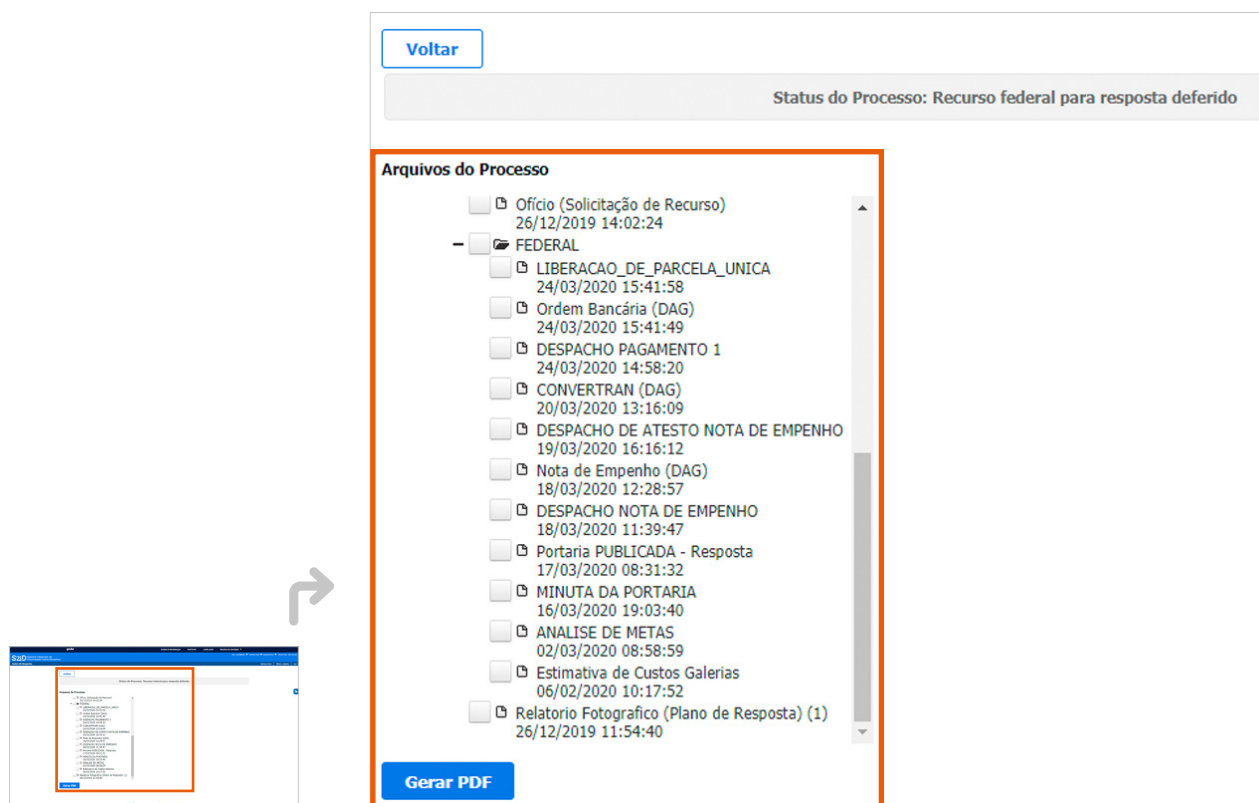 Voltar
Status do Processo: Recurso federal para resposta deferido
Arquivos do Processo
Ofício (Solicitação de Recurso)
26/12/2019 14:02:24
FEDERAL
LIBERACAO_DE_PARCELA_UNICA
24/03/2020 15:41:58
Ordem Bancária (DAG)
24/03/2020 15:41:49
DESPACHO PAGAMENTO 1
24/03/2020 14:58:20
CONVERTRAN (DAG)
20/03/2020 13:16:09
DESPACHO DE ATESTO NOTA DE EMPENHO
19/03/2020 16:16:12
Nota de Empenho (DAG)
18/03/2020 12:28:57
DESPACHO NOTA DE EMPENHO
18/03/2020 11:39:47
Portaria PUBLICADA - Resposta
17/03/2020 08:31:32
MINUTA DA PORTARIA
16/03/2020 19:03:40
ANALISE DE METAS
02/03/2020 08:58:59
Estimativa de Custos Galerias
06/02/2020 10:17:52
Relatorio Fotografico (Plano de Resposta) (1)
26/12/2019 11:54:40
Gerar PDF
S2iD
Gerar PDF